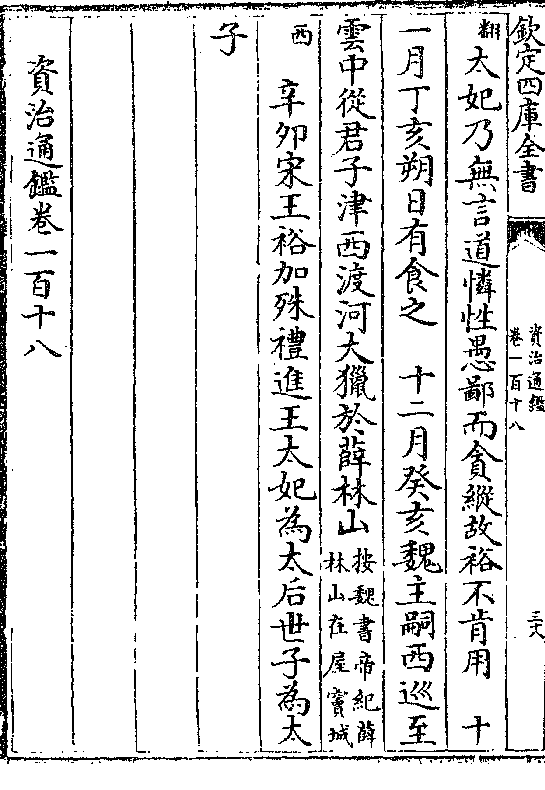 欽定四庫全書
資治通鑑
卷一百十八
三六
翻太妃乃無言道憐性愚鄙而貪縱故裕不肯用　十
一月丁亥朔日有食之　十二月癸亥魏主嗣西巡至
雲中從君子津西渡河大獵於薛林山按魏書帝紀薛林山在屋竇城
西　辛卯宋王裕加殊禮進王太妃為太后世子為太
子
資治通鑑卷一百十八